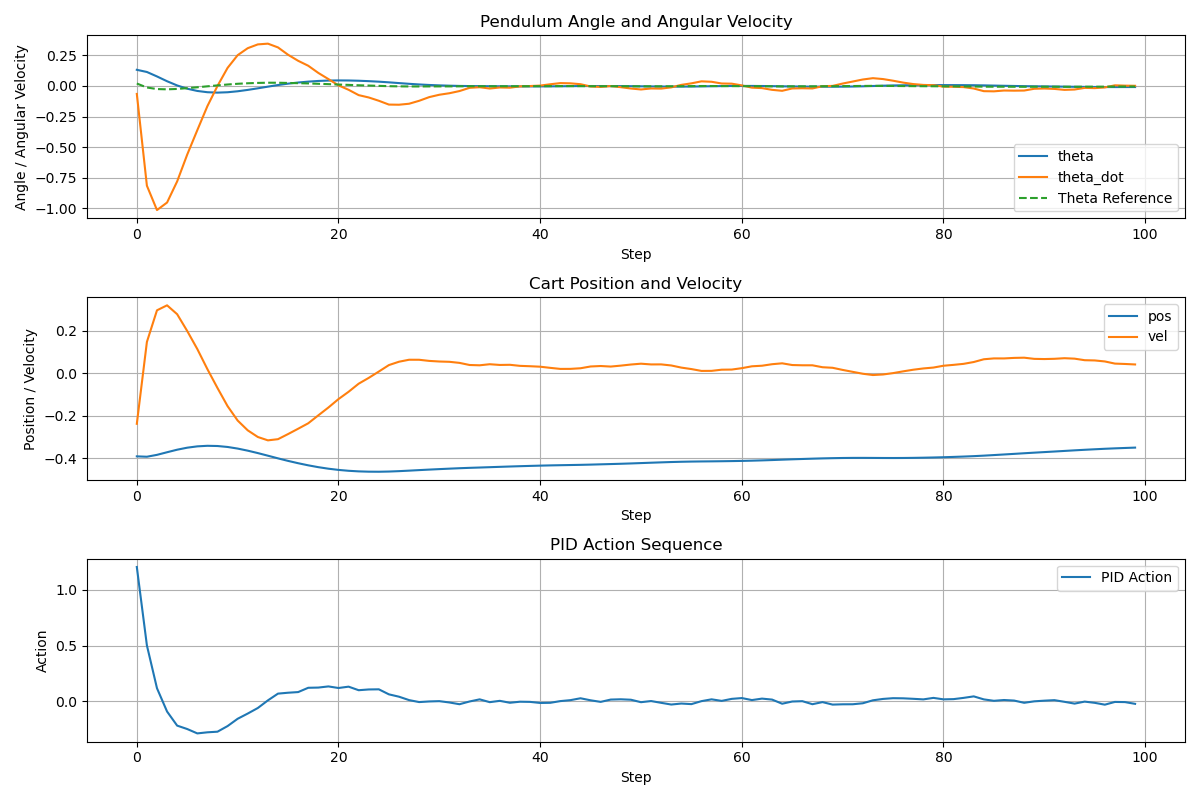 Pendulum Angle and Angular Velocity
Angle / Angular Velocity
0.25
0.00
−0.25
−0.50
−0.75
−1.00
theta
theta_dot
Theta Reference
0 20 40 60 80 100
Step
Cart Position and Velocity
Position / Velocity
0.2
0.0
−0.2
−0.4
pos
vel
0 20 40 60 80 100
Step
PID Action Sequence
Action
1.0
0.5
0.0
PID Action
0 20 40 60 80 100
Step